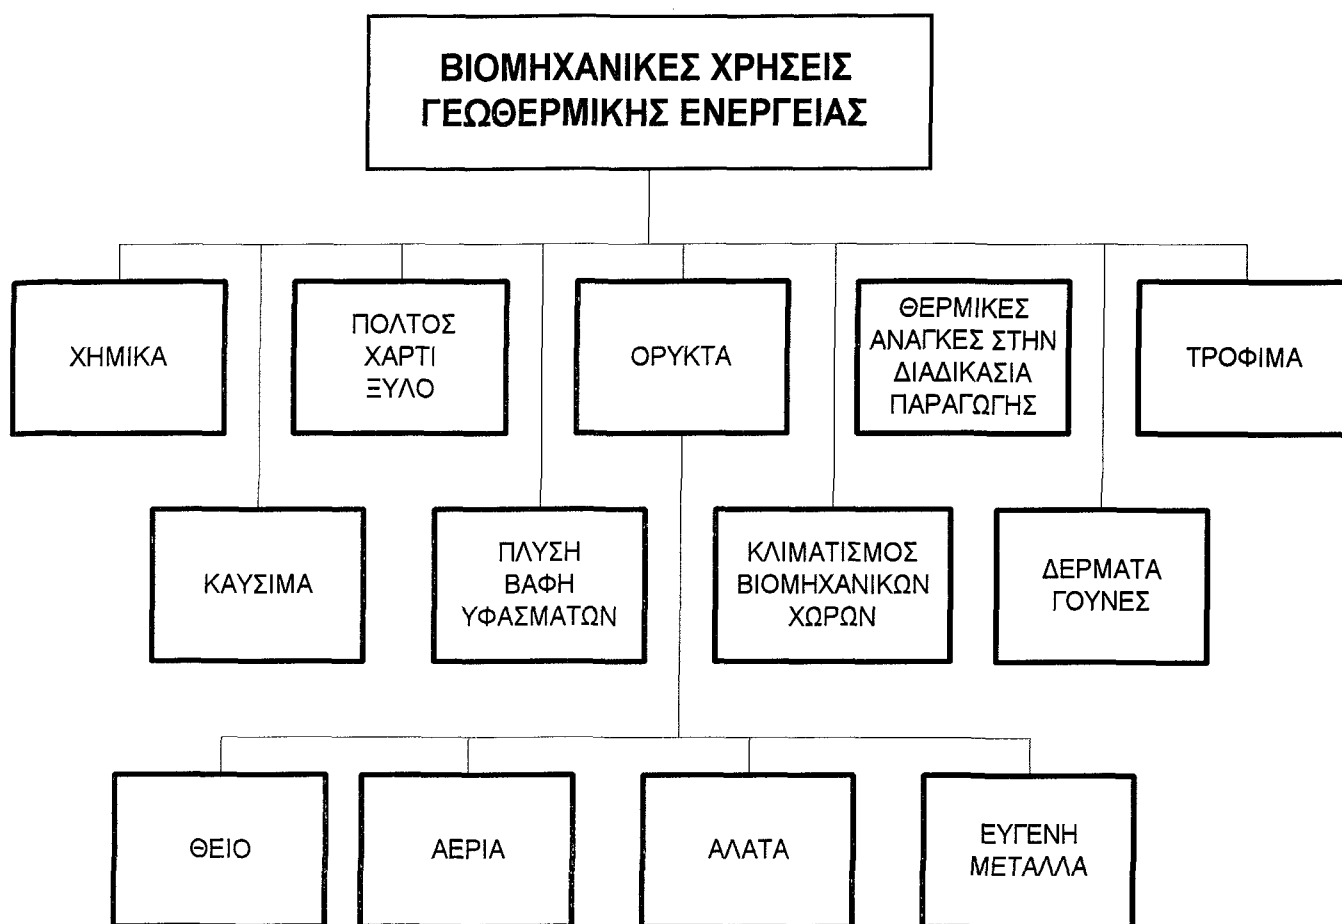 ΒΙΟΜΗΧΑΝΙΚΕΣ ΧΡΗΣΕΙΣ
ΓΕΩΘΕΡΜΙΚΗΣ ΕΝΕΡΓΕΙΑΣ
ΧΗΜΙΚΑ
ΠΟΛΤΟΣ
ΧΑΡΤΙ
ΞΥΛΟ
ΟΡΥΚΤΑ
ΘΕΡΜΙΚΕΣ
ΑΝΑΓΚΕΣ ΣΤΗΝ
ΔΙΑΔΙΚΑΣΙΑ
ΠΑΡΑΓΩΓΗΣ
ΤΡΟΦΙΜΑ
ΚΑΥΣΙΜΑ
ΠΛΥΣΗ
ΒΑΦΗ
ΥΦΑΣΜΑΤΩΝ
ΚΛΙΜΑΤΙΣΜΟΣ
ΒΙΟΜΗΧΑΝΙΚΩΝ
ΧΩΡΩΝ
ΔΕΡΜΑΤΑ
ΓΟΥΝΕΣ
ΘΕΙΟ
ΑΕΡΙΑ
ΑΛΑΤΑ
ΕΥΓΕΝΗ
ΜΕΤΑΛΛΑ